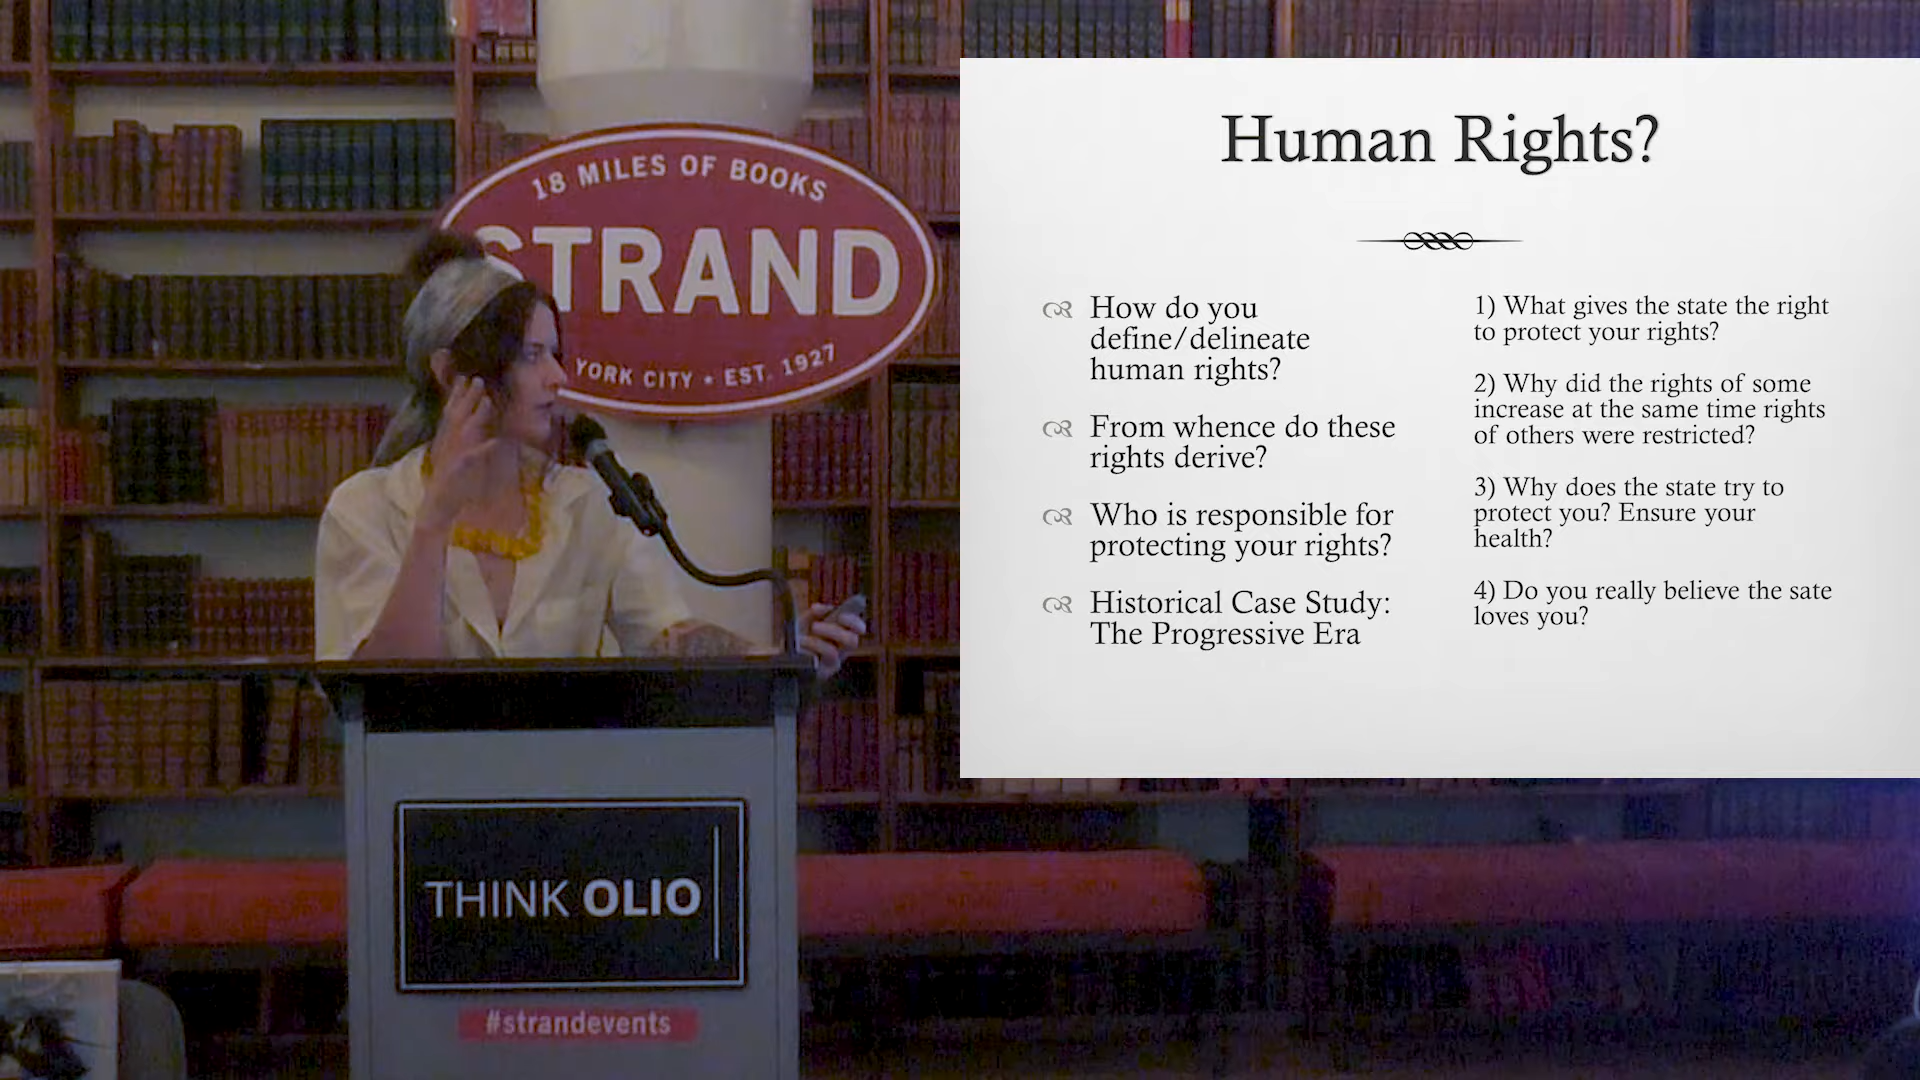 18 MILES OF BOOKS
STRAND
YORK CITY • EST. 1927
THINK OLIO
#strandevents
Human Rights?
How do you
define/delineate
human rights?
From whence do these
rights derive?
Who is responsible for
protecting your rights?
Historical Case Study:
The Progressive Era
1) What gives the state the right
to protect your rights?
2) Why did the rights of some
increase at the same time rights
of others were restricted?
3) Why does the state try to
protect you? Ensure your
health?
4) Do you really believe the sate
loves you?